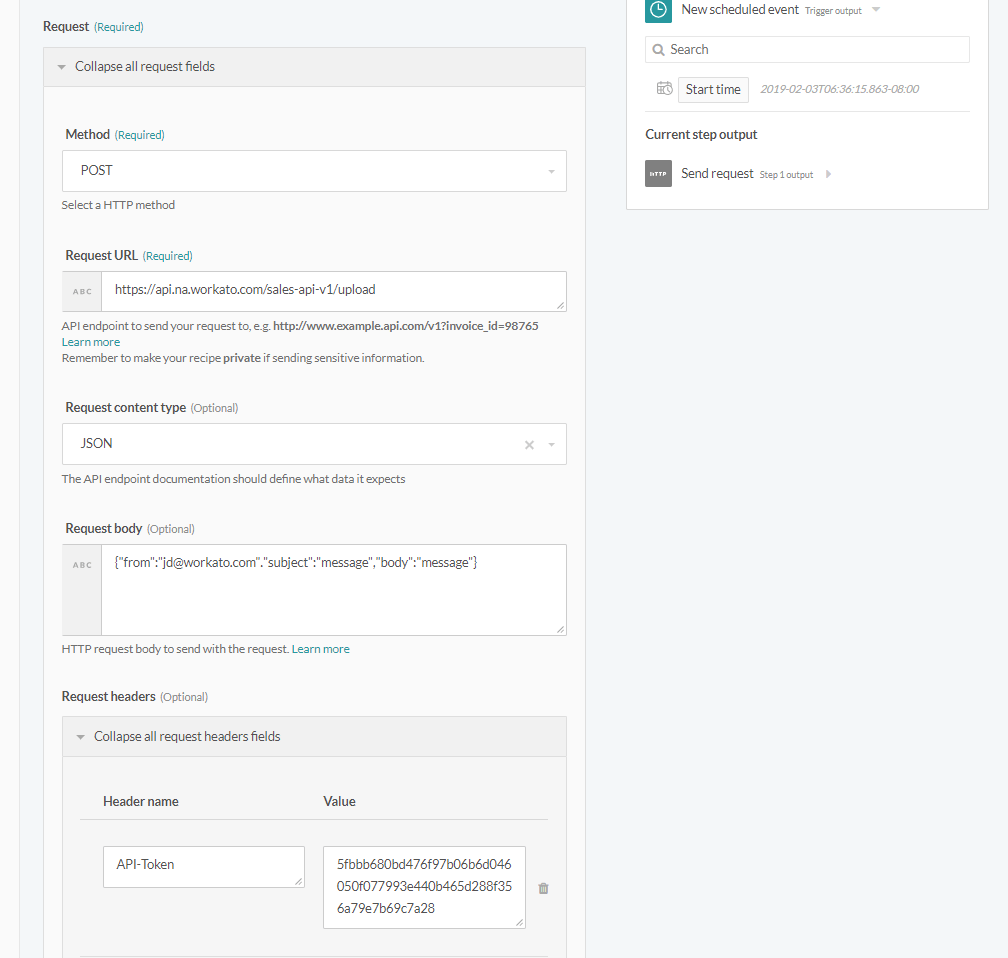 Request (Required)
Collapse all request fields
Method (Required)
POST
Select a HTTP method
Request URL (Required)
ABC
https://api.na.workato.com/sales-api-v1/upload
API endpoint to send your request to, e.g. http://www.example.api.com/v1?invoice_id=98765
Learn more
Remember to make your recipe private if sending sensitive information.
Request content type (Optional)
JSON
The API endpoint documentation should define what data it expects
Request body (Optional)
ABC
{"from":"jd@workato.com"."subject":"message","body":"message"}
HTTP request body to send with the request. Learn more
Request headers (Optional)
Collapse all request headers fields
Header name Value
API-Token
5fbbb680bd476f97b06b6d046
050f077993e440b465d288f35
6a79e7b69c7a28
New scheduled event Trigger output
Search
Start time 2019-02-03T06:36:15.863-08:00
Current step output
HTTP
Send request Step 1 output